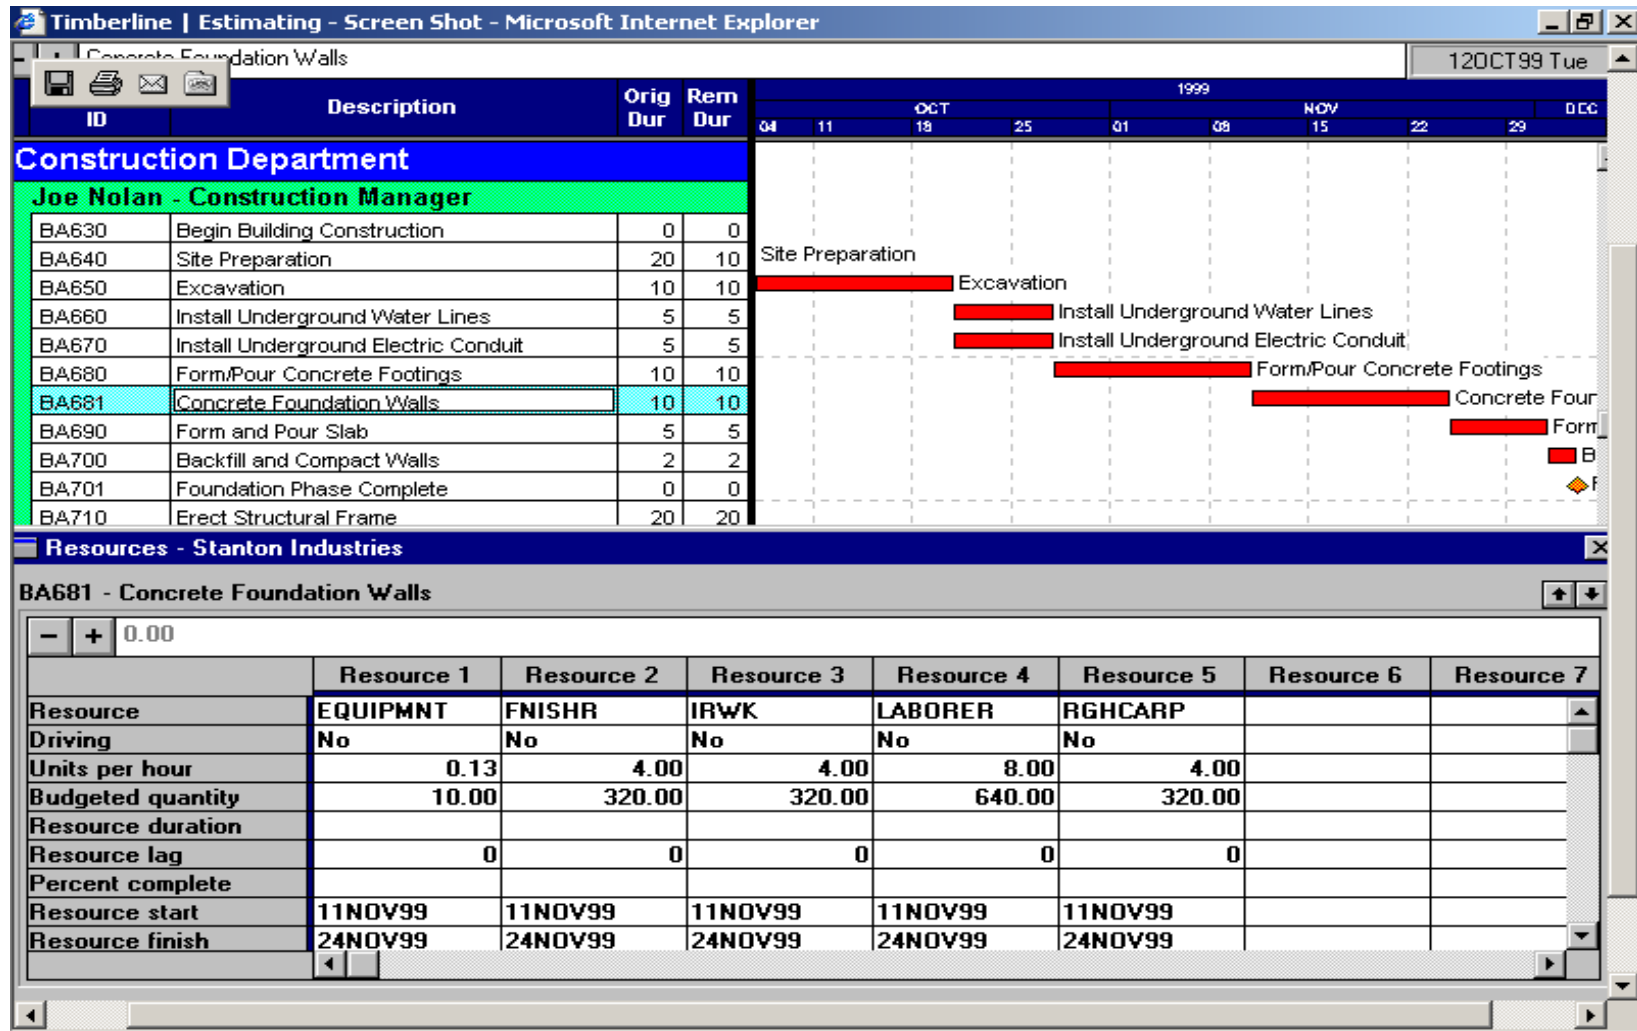 Timberline | Estimating - Screen Shot - Microsoft Internet Explorer
Concrete Foundation Walls 12OCT99 Tue
ID Description Orig Dur Rem Dur
1999
OCT NOV DEC
04 11 18 25 01 08 15 22 29
Construction Department
Joe Nolan - Construction Manager
BA630 Begin Building Construction 0 0
BA640 Site Preparation 20 10 Site Preparation
BA650 Excavation 10 10 Excavation
BA660 Install Underground Water Lines 5 5 Install Underground Water Lines
BA670 Install Underground Electric Conduit 5 5 Install Underground Electric Conduit
BA680 Form/Pour Concrete Footings 10 10 Form/Pour Concrete Footings
BA681 Concrete Foundation Walls 10 10 Concrete Foun
BA690 Form and Pour Slab 5 5 Form
BA700 Backfill and Compact Walls 2 2 B
BA701 Foundation Phase Complete 0 0 F
BA710 Erect Structural Frame 20 20
Resources - Stanton Industries
BA681 - Concrete Foundation Walls
0.00
Resource 1 Resource 2 Resource 3 Resource 4 Resource 5 Resource 6 Resource 7
Resource EQUIPMNT FNISHR IRWK LABORER RGHCARP
Driving No No No No No
Units per hour 0.13 4.00 4.00 8.00 4.00
Budgeted quantity 10.00 320.00 320.00 640.00 320.00
Resource duration
Resource lag 0 0 0 0 0
Percent complete
Resource start 11NOV99 11NOV99 11NOV99 11NOV99 11NOV99
Resource finish 24NOV99 24NOV99 24NOV99 24NOV99 24NOV99